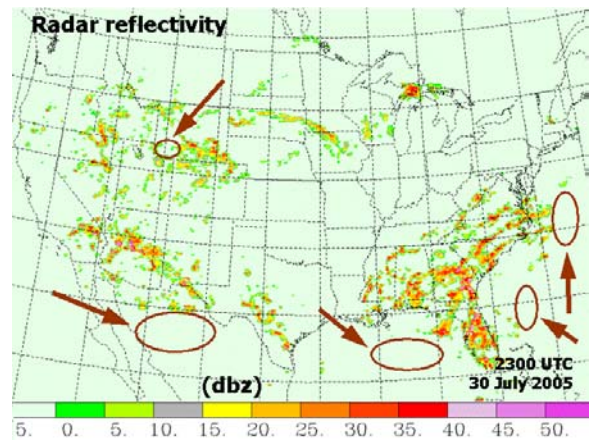 Radar reflectivity
2300 UTC
(dbz)
30 July 2005
5. 0. 5. 10. 15. 20. 25. 30. 35. 40. 45. 50.